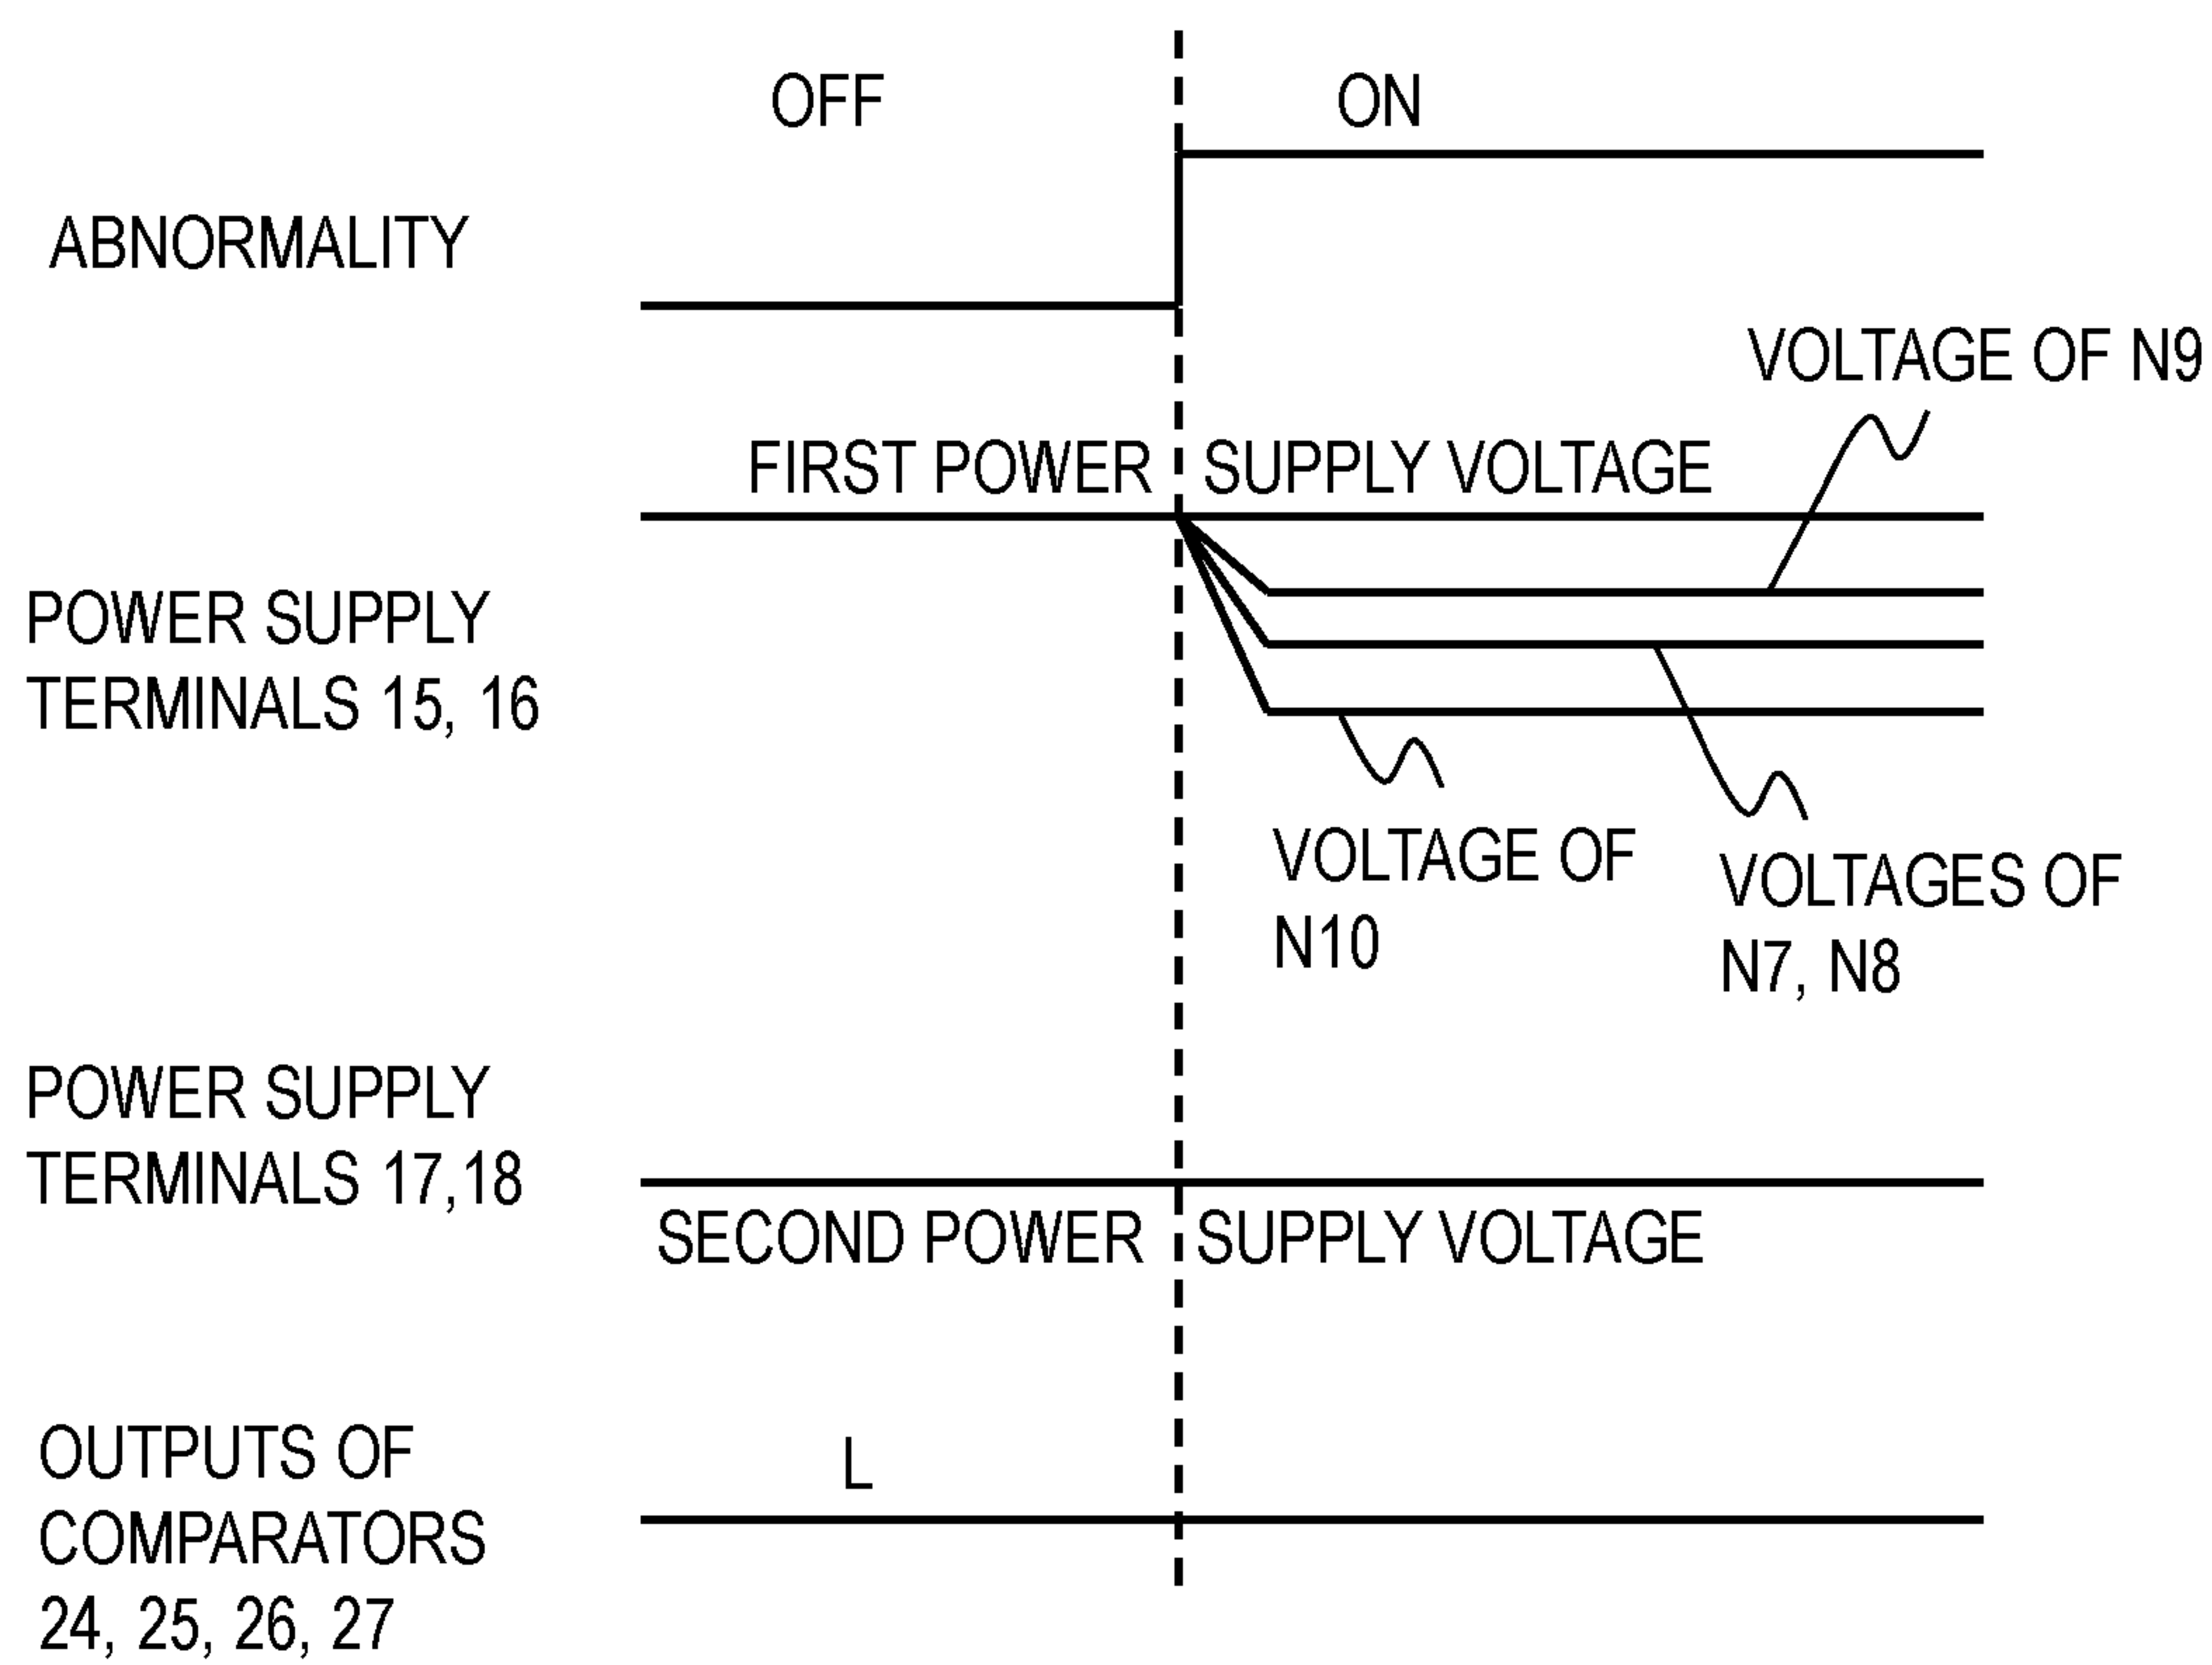 OFF
ON
ABNORMALITY
VOLTAGE OF N9
FIRST POWER SUPPLY VOLTAGE
POWER SUPPLY
TERMINALS 15, 16
VOLTAGE OF
N10
VOLTAGES OF
N7, N8
POWER SUPPLY
TERMINALS 17,18
SECOND POWER SUPPLY VOLTAGE
OUTPUTS OF
COMPARATORS
24, 25, 26, 27
L